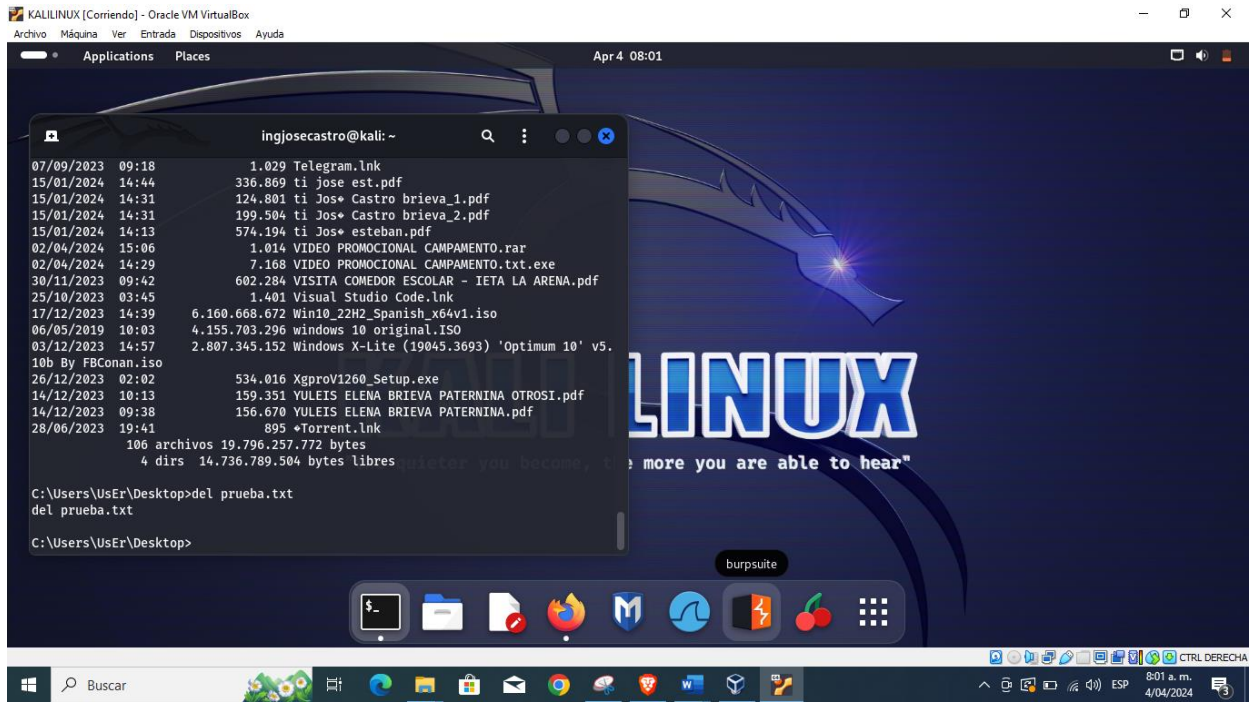 KALILINUX [Corriendo] - Oracle VM VirtualBox
Archivo Máquina Ver Entrada Dispositivos Ayuda
Applications Places Apr 4 08:01
ingjosecastro@kali: ~
07/09/2023 09:18 1.029 Telegram.lnk
15/01/2024 14:44 336.869 ti jose est.pdf
15/01/2024 14:31 124.801 ti Jos� Castro brieva_1.pdf
15/01/2024 14:31 199.504 ti Jos� Castro brieva_2.pdf
15/01/2024 14:13 574.194 ti Jos� esteban.pdf
02/04/2024 15:06 1.014 VIDEO PROMOCIONAL CAMPAMENTO.rar
02/04/2024 14:29 7.168 VIDEO PROMOCIONAL CAMPAMENTO.txt.exe
30/11/2023 09:42 602.284 VISITA COMEDOR ESCOLAR - IETA LA ARENA.pdf
25/10/2023 03:45 1.401 Visual Studio Code.lnk
17/12/2023 14:39 6.160.668.672 Win10_22H2_Spanish_x64v1.iso
06/05/2019 10:03 4.155.703.296 windows 10 original.ISO
03/12/2023 14:57 2.807.345.152 Windows X-Lite (19045.3693) 'Optimum 10' v5.
10b By FBConan.iso
26/12/2023 02:02 534.016 XgproV1260_Setup.exe
14/12/2023 10:13 159.351 YULEIS ELENA BRIEVA PATERNINA OTROSI.pdf
14/12/2023 09:38 156.670 YULEIS ELENA BRIEVA PATERNINA.pdf
28/06/2023 19:41 895 �Torrent.lnk
106 archivos 19.796.257.772 bytes
4 dirs 14.736.789.504 bytes libres
C:\Users\UsEr\Desktop>del prueba.txt
del prueba.txt
C:\Users\UsEr\Desktop>
LINUX
more you are able to hear"
burpsuite
CTRL DERECHA
Buscar
ESP
8:01 a. m.
4/04/2024
3